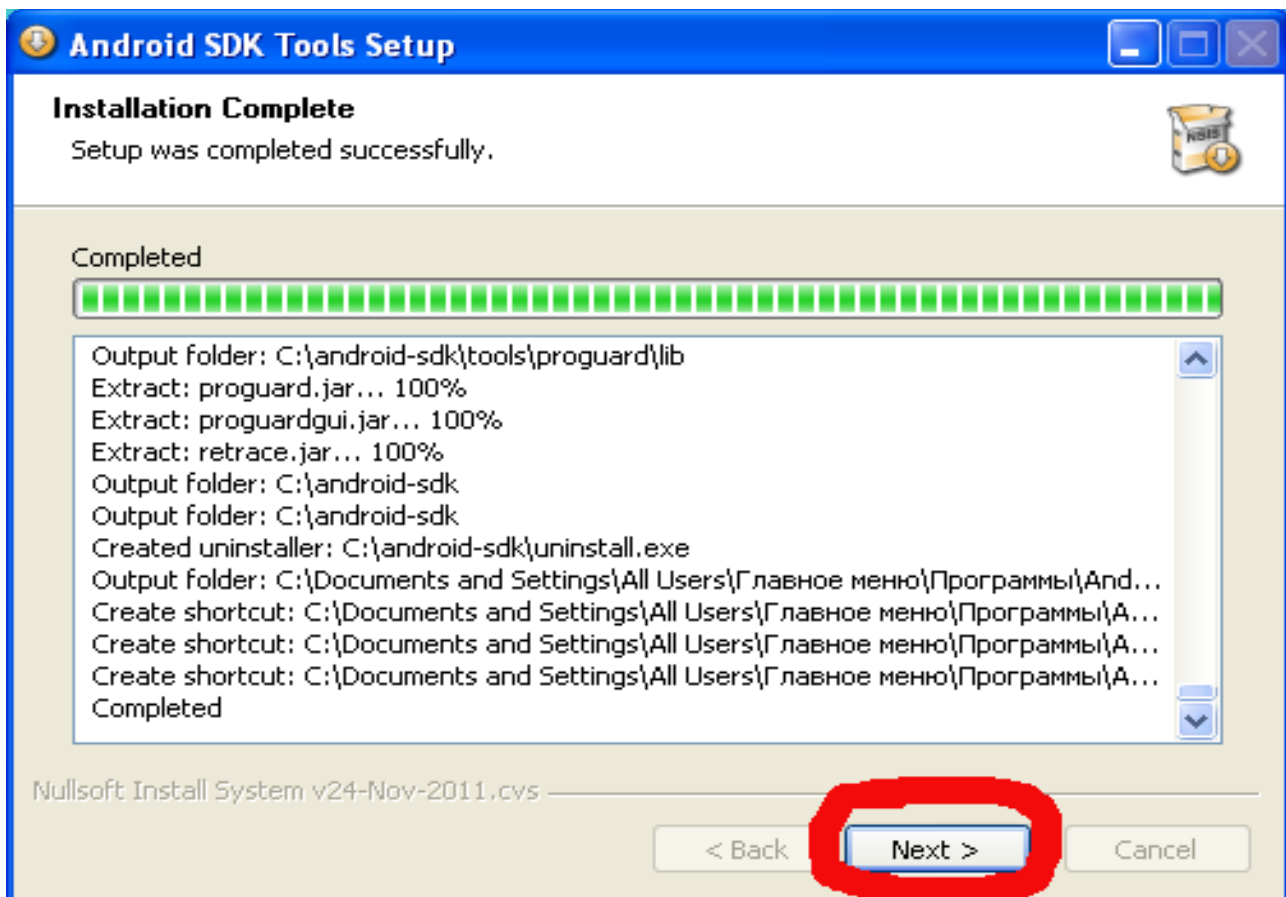 Android SDK Tools Setup
Installation Complete
Setup was completed successfully.
NSIS
Completed
Output folder: C:\android-sdk\tools\proguard\lib
Extract: proguard.jar... 100%
Extract: proguardgui.jar... 100%
Extract: retrace.jar... 100%
Output folder: C:\android-sdk
Output folder: C:\android-sdk
Created uninstaller: C:\android-sdk\uninstall.exe
Output folder: C:\Documents and Settings\All Users\Главное меню\Программы\And...
Create shortcut: C:\Documents and Settings\All Users\Главное меню\Программы\A...
Create shortcut: C:\Documents and Settings\All Users\Главное меню\Программы\A...
Create shortcut: C:\Documents and Settings\All Users\Главное меню\Программы\A...
Completed
Nullsoft Install System v24-Nov-2011.cvs
< Back Next > Cancel